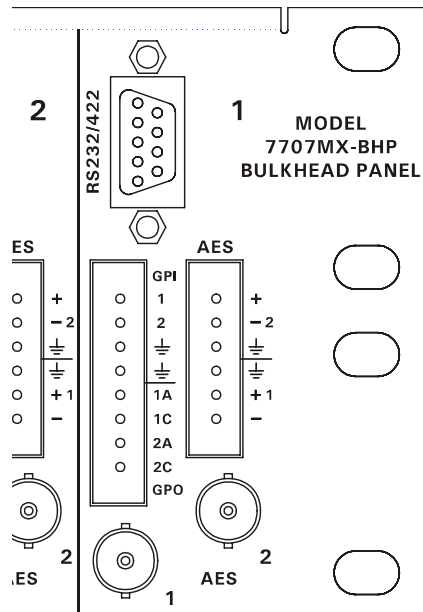 2
RS232/422
1
MODEL
7707MX-BHP
BULKHEAD PANEL
ES
+
– 2
+ 1
–
GPI
1
2
1A
1C
2A
2C
GPO
AES
+
– 2
+ 1
–
2
ES
1
2
AES